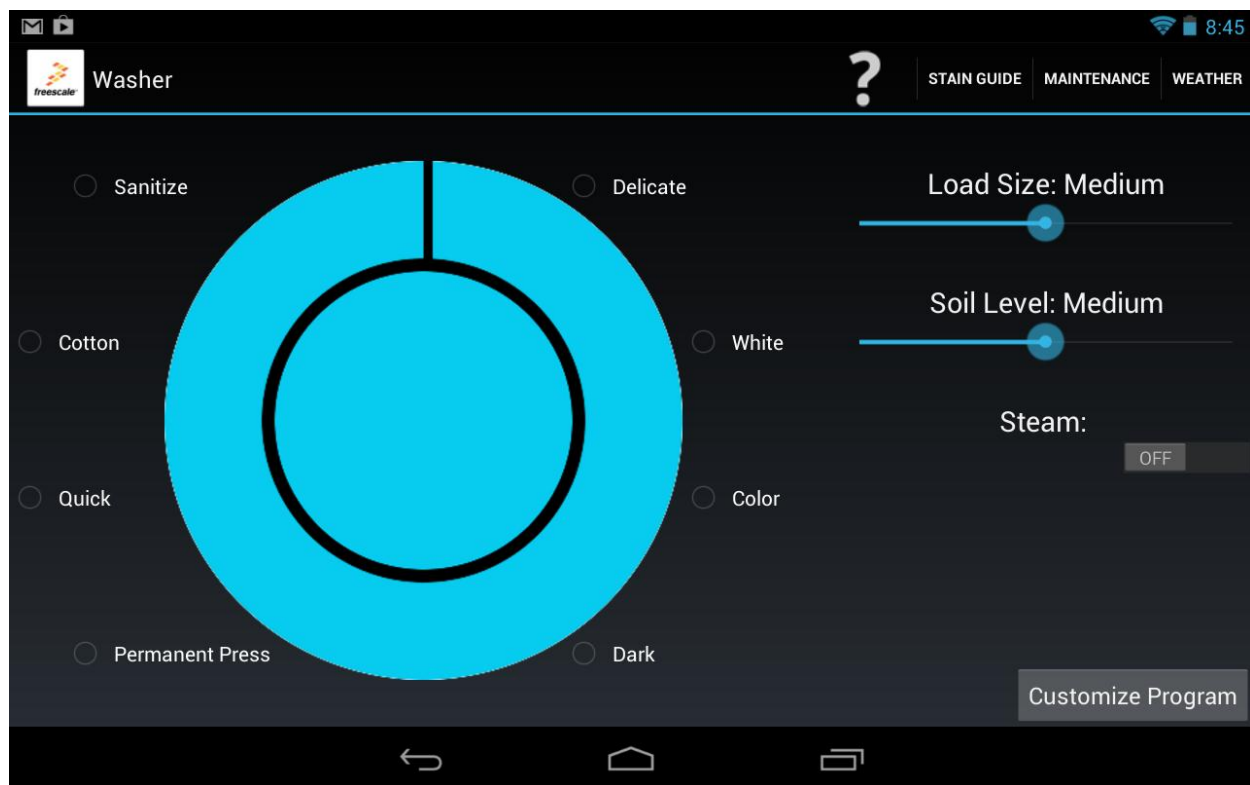 8:45
freescale
Washer
?
STAIN GUIDE
MAINTENANCE
WEATHER
Sanitize
Delicate
Load Size: Medium
Soil Level: Medium
Cotton
White
Steam:
OFF
Quick
Color
Permanent Press
Dark
Customize Program